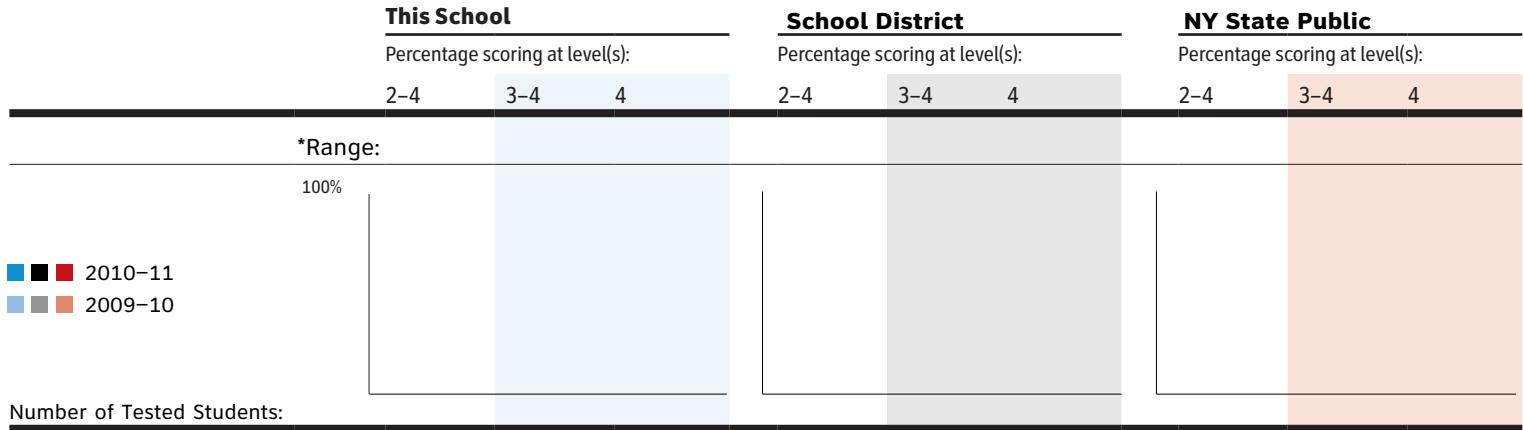 This School School District NY State Public
Percentage scoring at level(s): Percentage scoring at level(s): Percentage scoring at level(s):
2–4 3–4 4 2–4 3–4 4 2–4 3–4 4
*Range:
100%
2010–11
2009–10
Number of Tested Students: